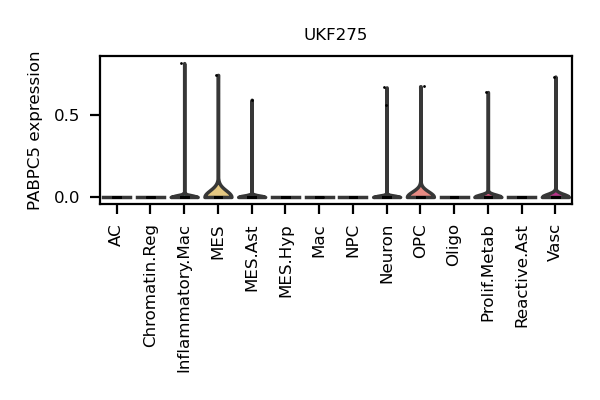 UKF275
PABPC5 expression
0.5
0.0
AC
Chromatin.Reg
Inflammatory.Mac
MES
MES.Ast
MES.Hyp
Mac
NPC
Neuron
OPC
Oligo
Prolif.Metab
Reactive.Ast
Vasc